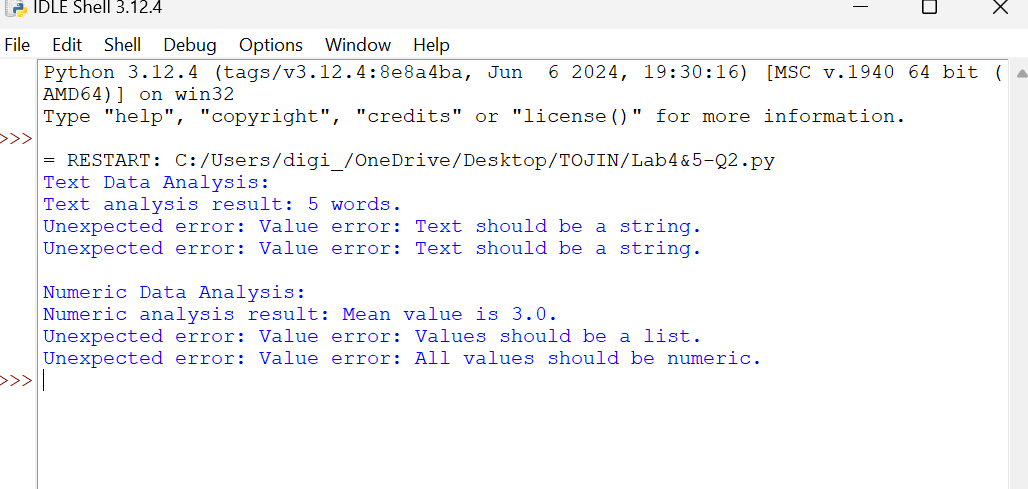 IDLE Shell 3.12.4
File Edit Shell Debug Options Window Help
Python 3.12.4 (tags/v3.12.4:8e8a4ba, Jun  6 2024, 19:30:16) [MSC v.1940 64 bit (
AMD64)] on win32
Type "help", "copyright", "credits" or "license()" for more information.
>>>
= RESTART: C:/Users/digi_/OneDrive/Desktop/TOJIN/Lab4&5-Q2.py
Text Data Analysis:
Text analysis result: 5 words.
Unexpected error: Value error: Text should be a string.
Unexpected error: Value error: Text should be a string.
Numeric Data Analysis:
Numeric analysis result: Mean value is 3.0.
Unexpected error: Value error: Values should be a list.
Unexpected error: Value error: All values should be numeric.
>>>